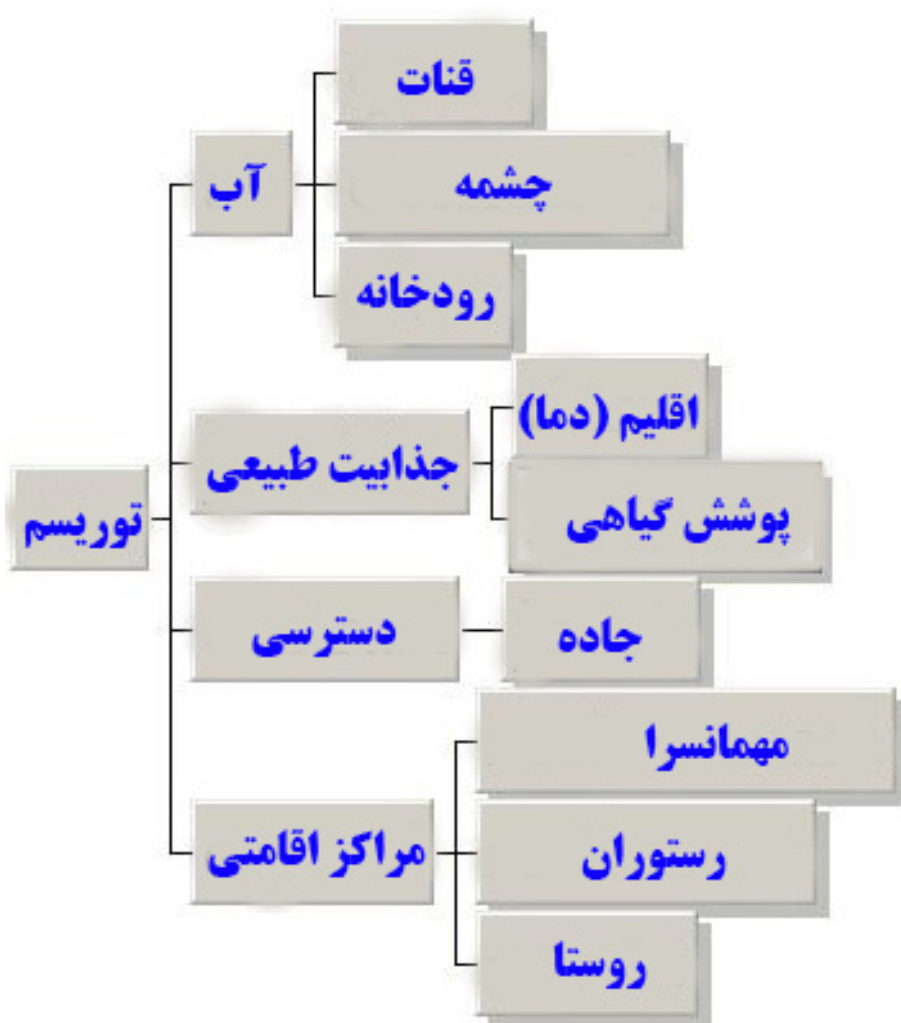 توریسم
آب
قنات
چشمه
رودخانه
جذابیت طبیعی
اقلیم (دما)
پوشش گیاهی
دسترسی
جاده
مراکز اقامتی
مهمانسرا
رستوران
روستا